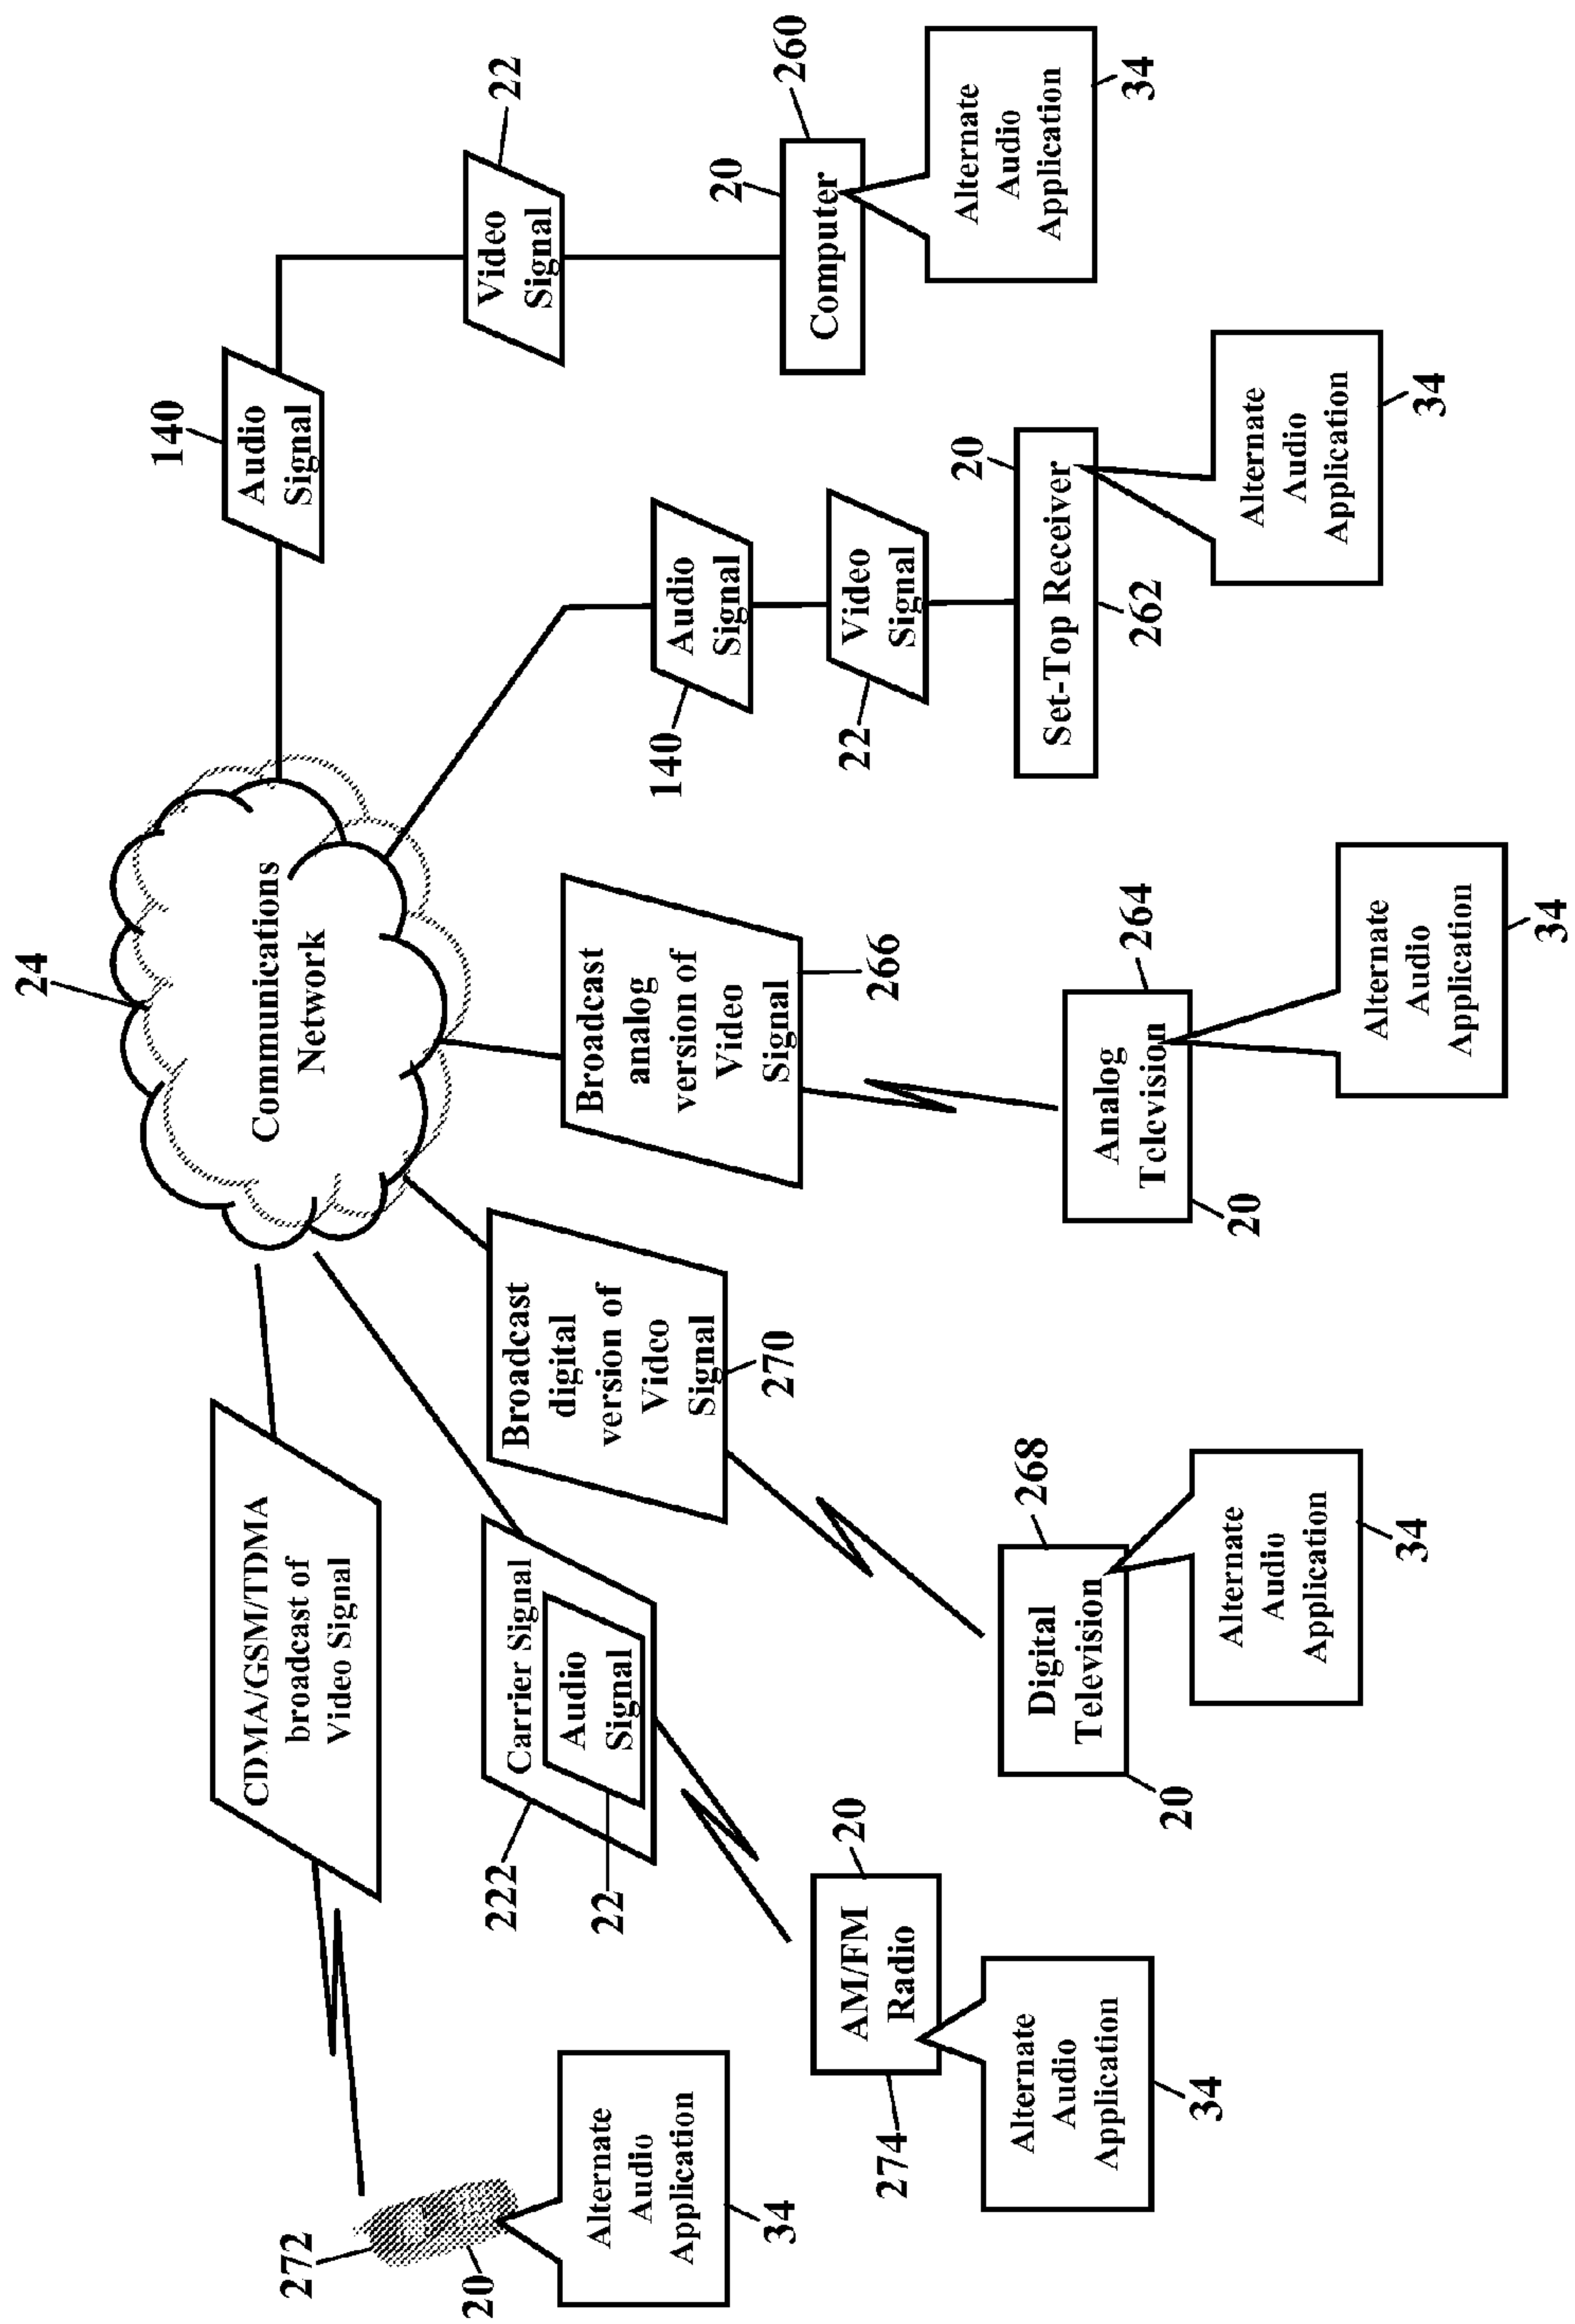 24
Communications
Network
140
Audio
Signal
22
Video
Signal
20
260
Computer
Alternate
Audio
Application
34
140
Audio
Signal
22
Video
Signal
20
Set-Top Receiver
262
Alternate
Audio
Application
34
Broadcast
analog
version of
Video
Signal
266
264
Analog
Television
20
Alternate
Audio
Application
34
Broadcast
digital
version of
Video
Signal
270
268
Digital
Television
20
Alternate
Audio
Application
34
222
Carrier Signal
22
Audio
Signal
20
AM/FM
Radio
274
Alternate
Audio
Application
34
CDMA/GSM/TDMA
broadcast of
Video Signal
272
20
Alternate
Audio
Application
34